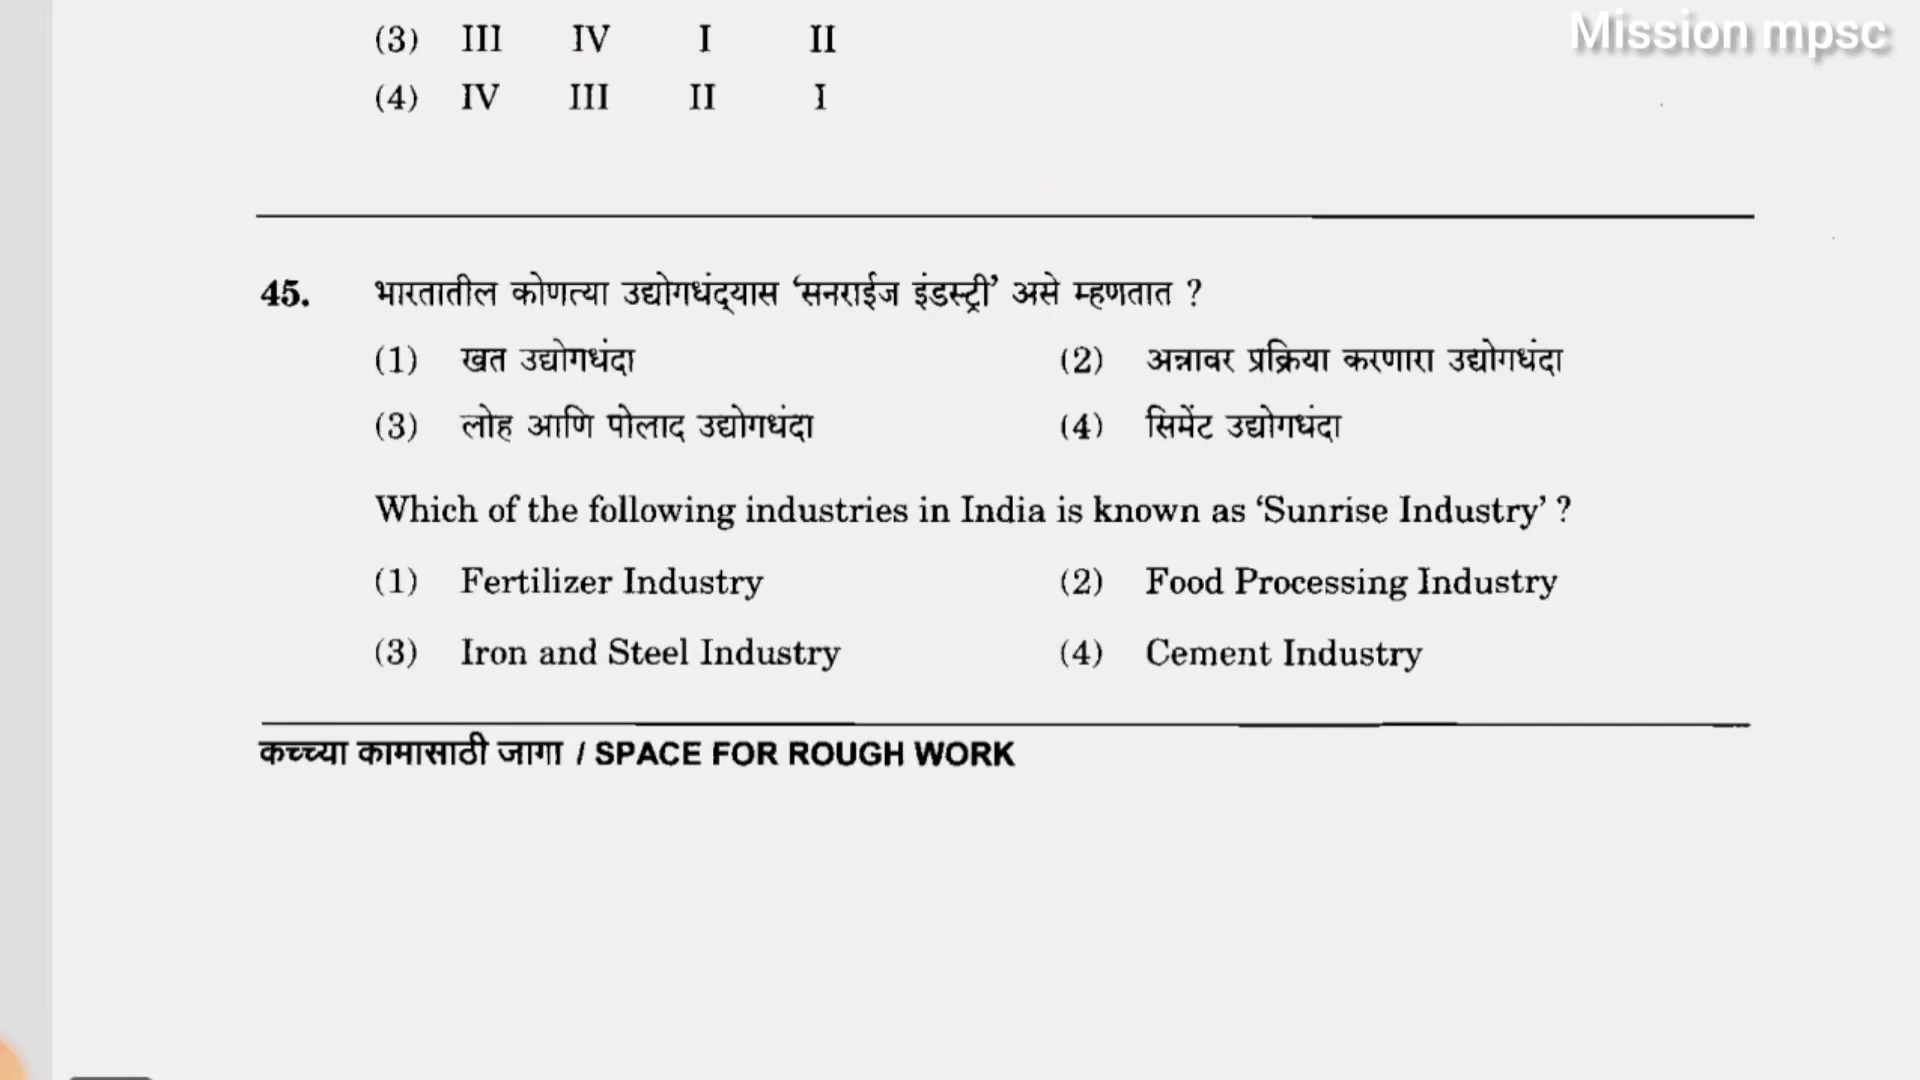 Mission mpsc
(3) III IV I II
(4) IV III II I
45. भारतातील कोणत्या उद्योगधंद्यास ‘सनराईज इंडस्ट्री’ असे म्हणतात ?
(1) खत उद्योगधंदा (2) अन्नावर प्रक्रिया करणारा उद्योगधंदा
(3) लोह आणि पोलाद उद्योगधंदा (4) सिमेंट उद्योगधंदा
Which of the following industries in India is known as ‘Sunrise Industry’ ?
(1) Fertilizer Industry (2) Food Processing Industry
(3) Iron and Steel Industry (4) Cement Industry
कच्च्या कामासाठी जागा / SPACE FOR ROUGH WORK